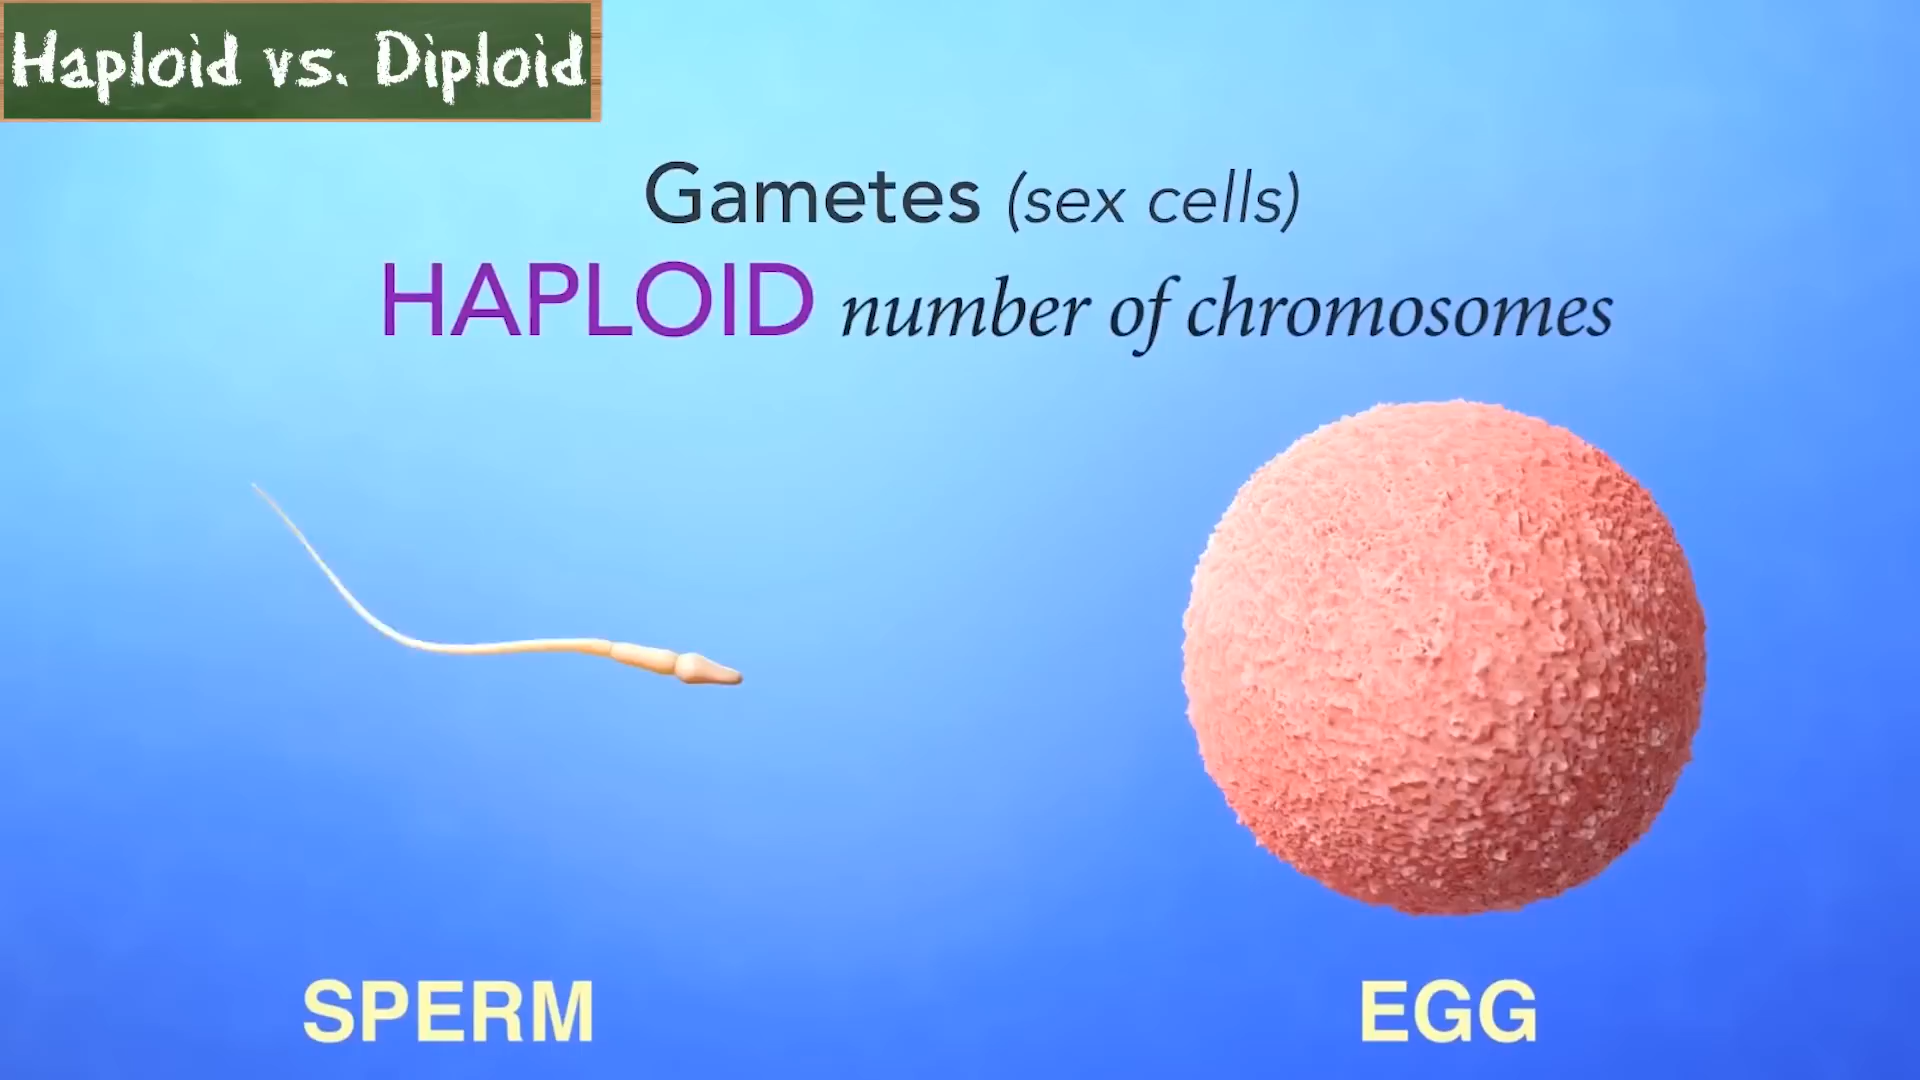 Haploid vs. Diploid
Gametes (sex cells)
HAPLOID number of chromosomes
SPERM
EGG